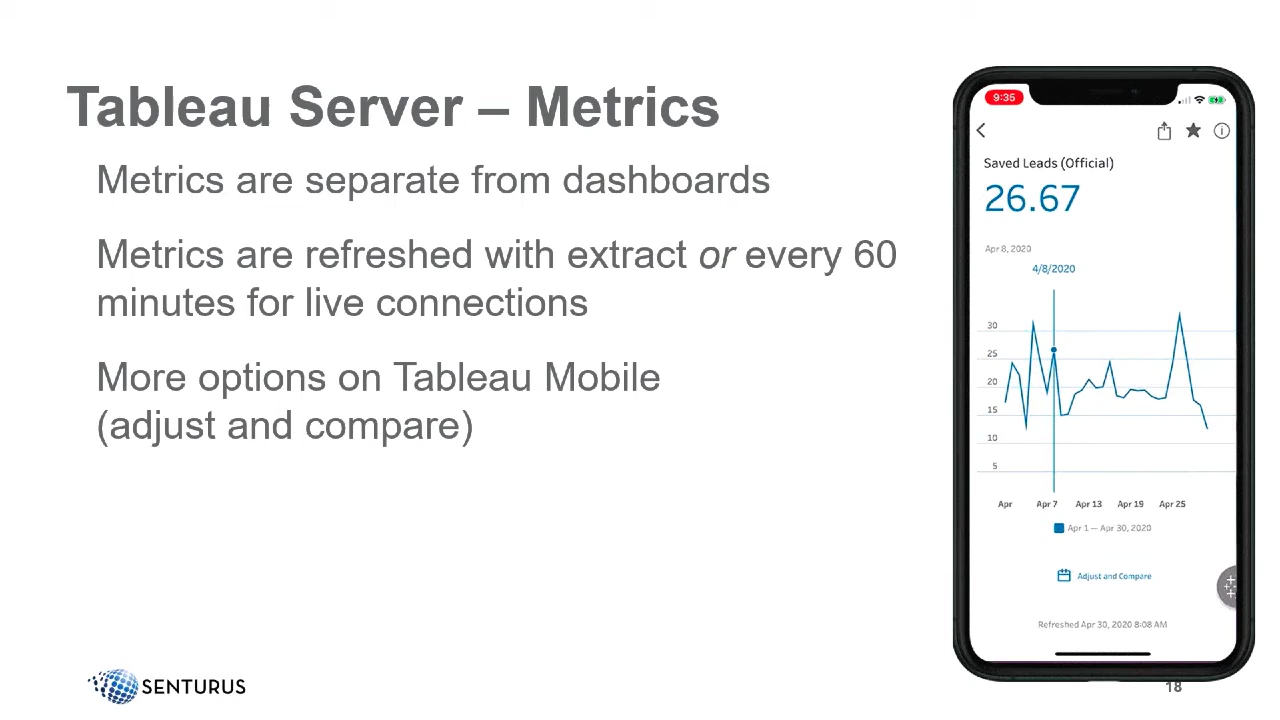 Tableau Server – Metrics
Metrics are separate from dashboards
Metrics are refreshed with extract or every 60
minutes for live connections
More options on Tableau Mobile
(adjust and compare)
9:35
Saved Leads (Official)
26.67
Apr 8, 2020
4/8/2020
30
25
20
15
10
5
Apr Apr 7 Apr 13 Apr 19 Apr 25
Apr 1 — Apr 30, 2020
Adjust and Compare
Refreshed Apr 30, 2020 8:08 AM
SENTURUS
18